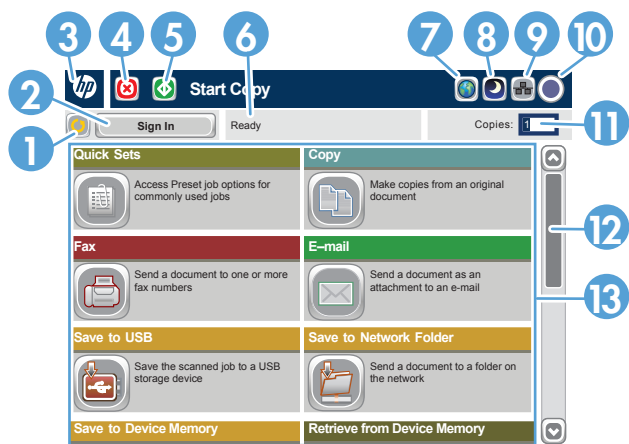 3 4 5 6 7 8 9 10
hp Start Copy
2
Sign In Ready Copies: 1 11
1
Quick Sets
Access Preset job options for
commonly used jobs
Copy
Make copies from an original
document
12
Fax
Send a document to one or more
fax numbers
E–mail
Send a document as an
attachment to an e-mail
13
Save to USB
Save the scanned job to a USB
storage device
Save to Network Folder
Send a document to a folder on
the network
Save to Device Memory
Retrieve from Device Memory